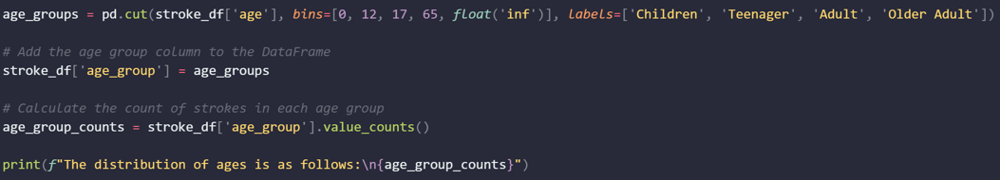 age_groups = pd.cut(stroke_df['age'], bins=[0, 12, 17, 65, float('inf')], labels=['Children', 'Teenager', 'Adult', 'Older Adult'])
# Add the age group column to the DataFrame
stroke_df['age_group'] = age_groups
# Calculate the count of strokes in each age group
age_group_counts = stroke_df['age_group'].value_counts()
print(f"The distribution of ages is as follows:\n{age_group_counts}")